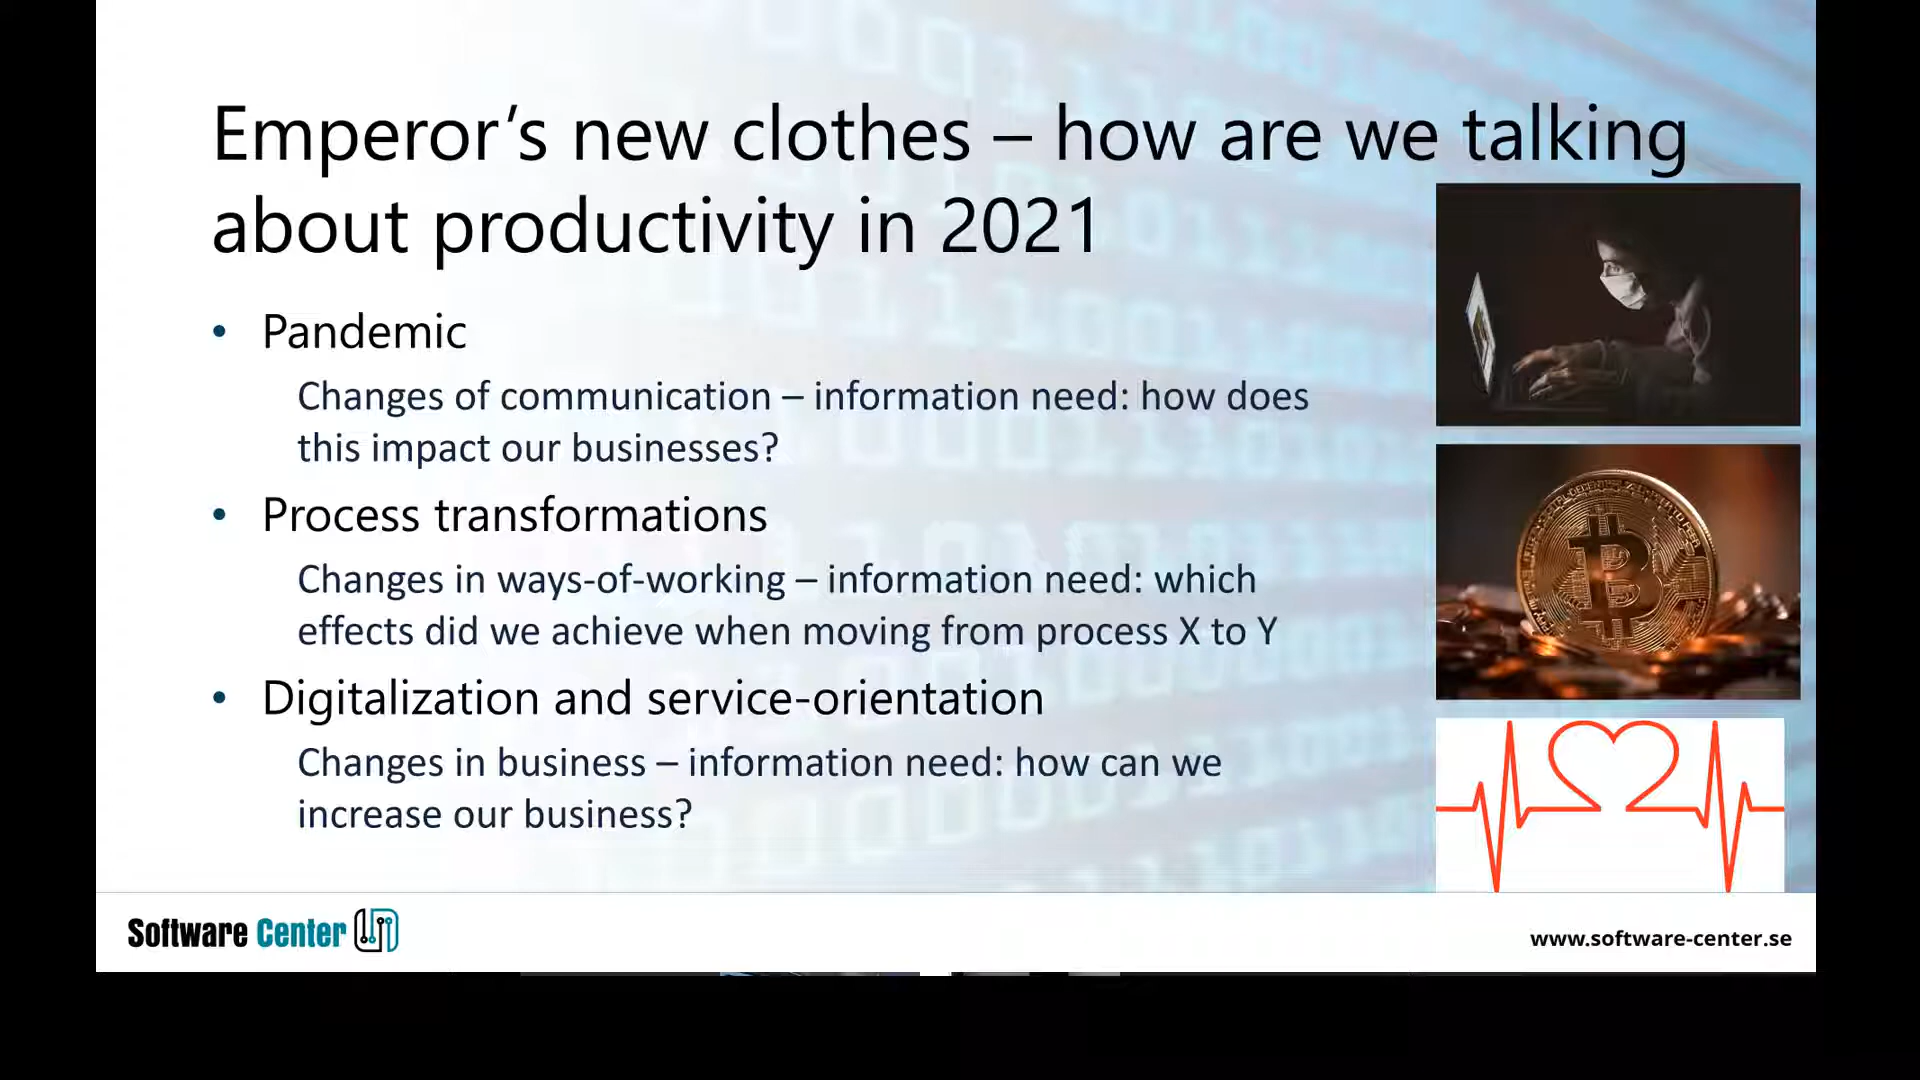 Emperor’s new clothes – how are we talking
about productivity in 2021
• Pandemic
Changes of communication – information need: how does
this impact our businesses?
• Process transformations
Changes in ways-of-working – information need: which
effects did we achieve when moving from process X to Y
• Digitalization and service-orientation
Changes in business – information need: how can we
increase our business?
Software Center
www.software-center.se